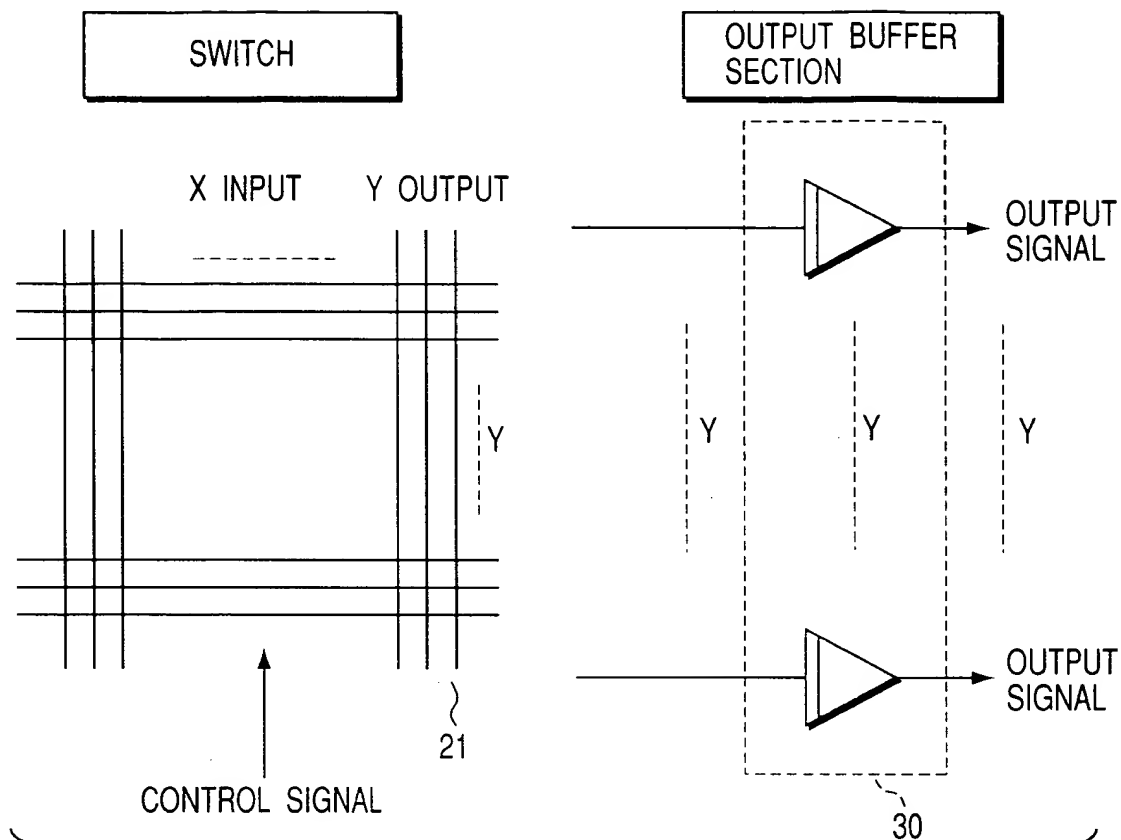 SWITCH
OUTPUT BUFFER
SECTION
X INPUT
Y OUTPUT
Y
CONTROL SIGNAL
21
OUTPUT
SIGNAL
Y
Y
Y
OUTPUT
SIGNAL
30